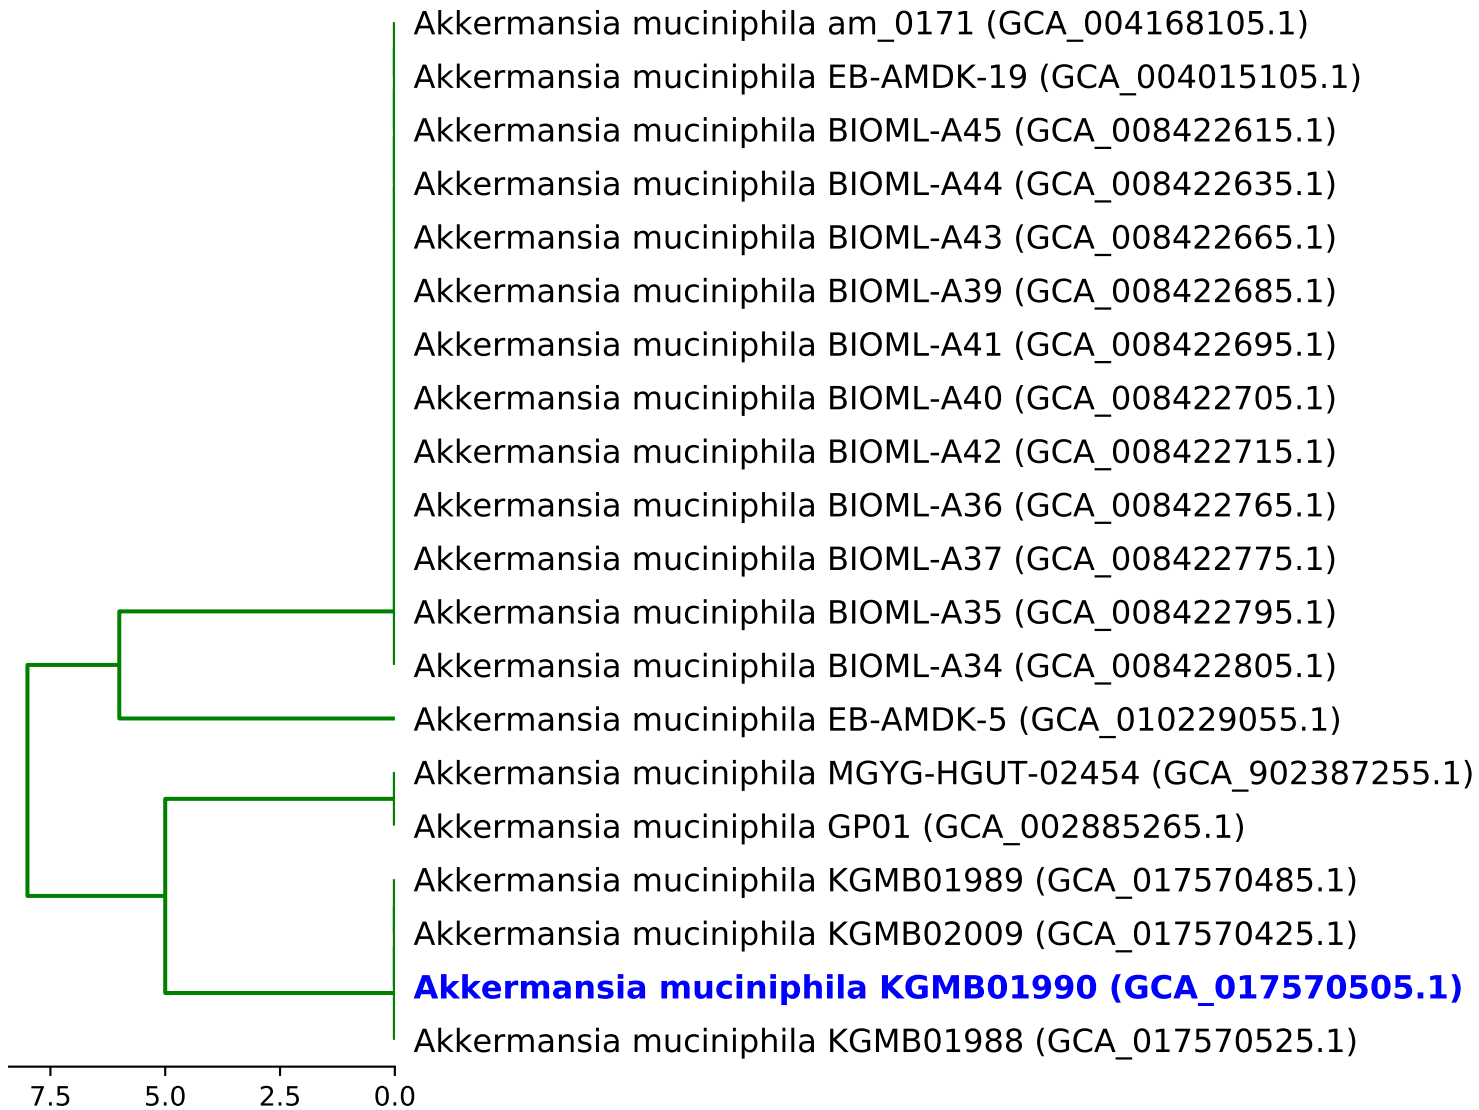 Akkermansia muciniphila am_0171 (GCA_004168105.1)
Akkermansia muciniphila EB-AMDK-19 (GCA_004015105.1)
Akkermansia muciniphila BIOML-A45 (GCA_008422615.1)
Akkermansia muciniphila BIOML-A44 (GCA_008422635.1)
Akkermansia muciniphila BIOML-A43 (GCA_008422665.1)
Akkermansia muciniphila BIOML-A39 (GCA_008422685.1)
Akkermansia muciniphila BIOML-A41 (GCA_008422695.1)
Akkermansia muciniphila BIOML-A40 (GCA_008422705.1)
Akkermansia muciniphila BIOML-A42 (GCA_008422715.1)
Akkermansia muciniphila BIOML-A36 (GCA_008422765.1)
Akkermansia muciniphila BIOML-A37 (GCA_008422775.1)
Akkermansia muciniphila BIOML-A35 (GCA_008422795.1)
Akkermansia muciniphila BIOML-A34 (GCA_008422805.1)
Akkermansia muciniphila EB-AMDK-5 (GCA_010229055.1)
Akkermansia muciniphila MGYG-HGUT-02454 (GCA_902387255.1)
Akkermansia muciniphila GP01 (GCA_002885265.1)
Akkermansia muciniphila KGMB01989 (GCA_017570485.1)
Akkermansia muciniphila KGMB02009 (GCA_017570425.1)
Akkermansia muciniphila KGMB01990 (GCA_017570505.1)
Akkermansia muciniphila KGMB01988 (GCA_017570525.1)
7.5 5.0 2.5 0.0